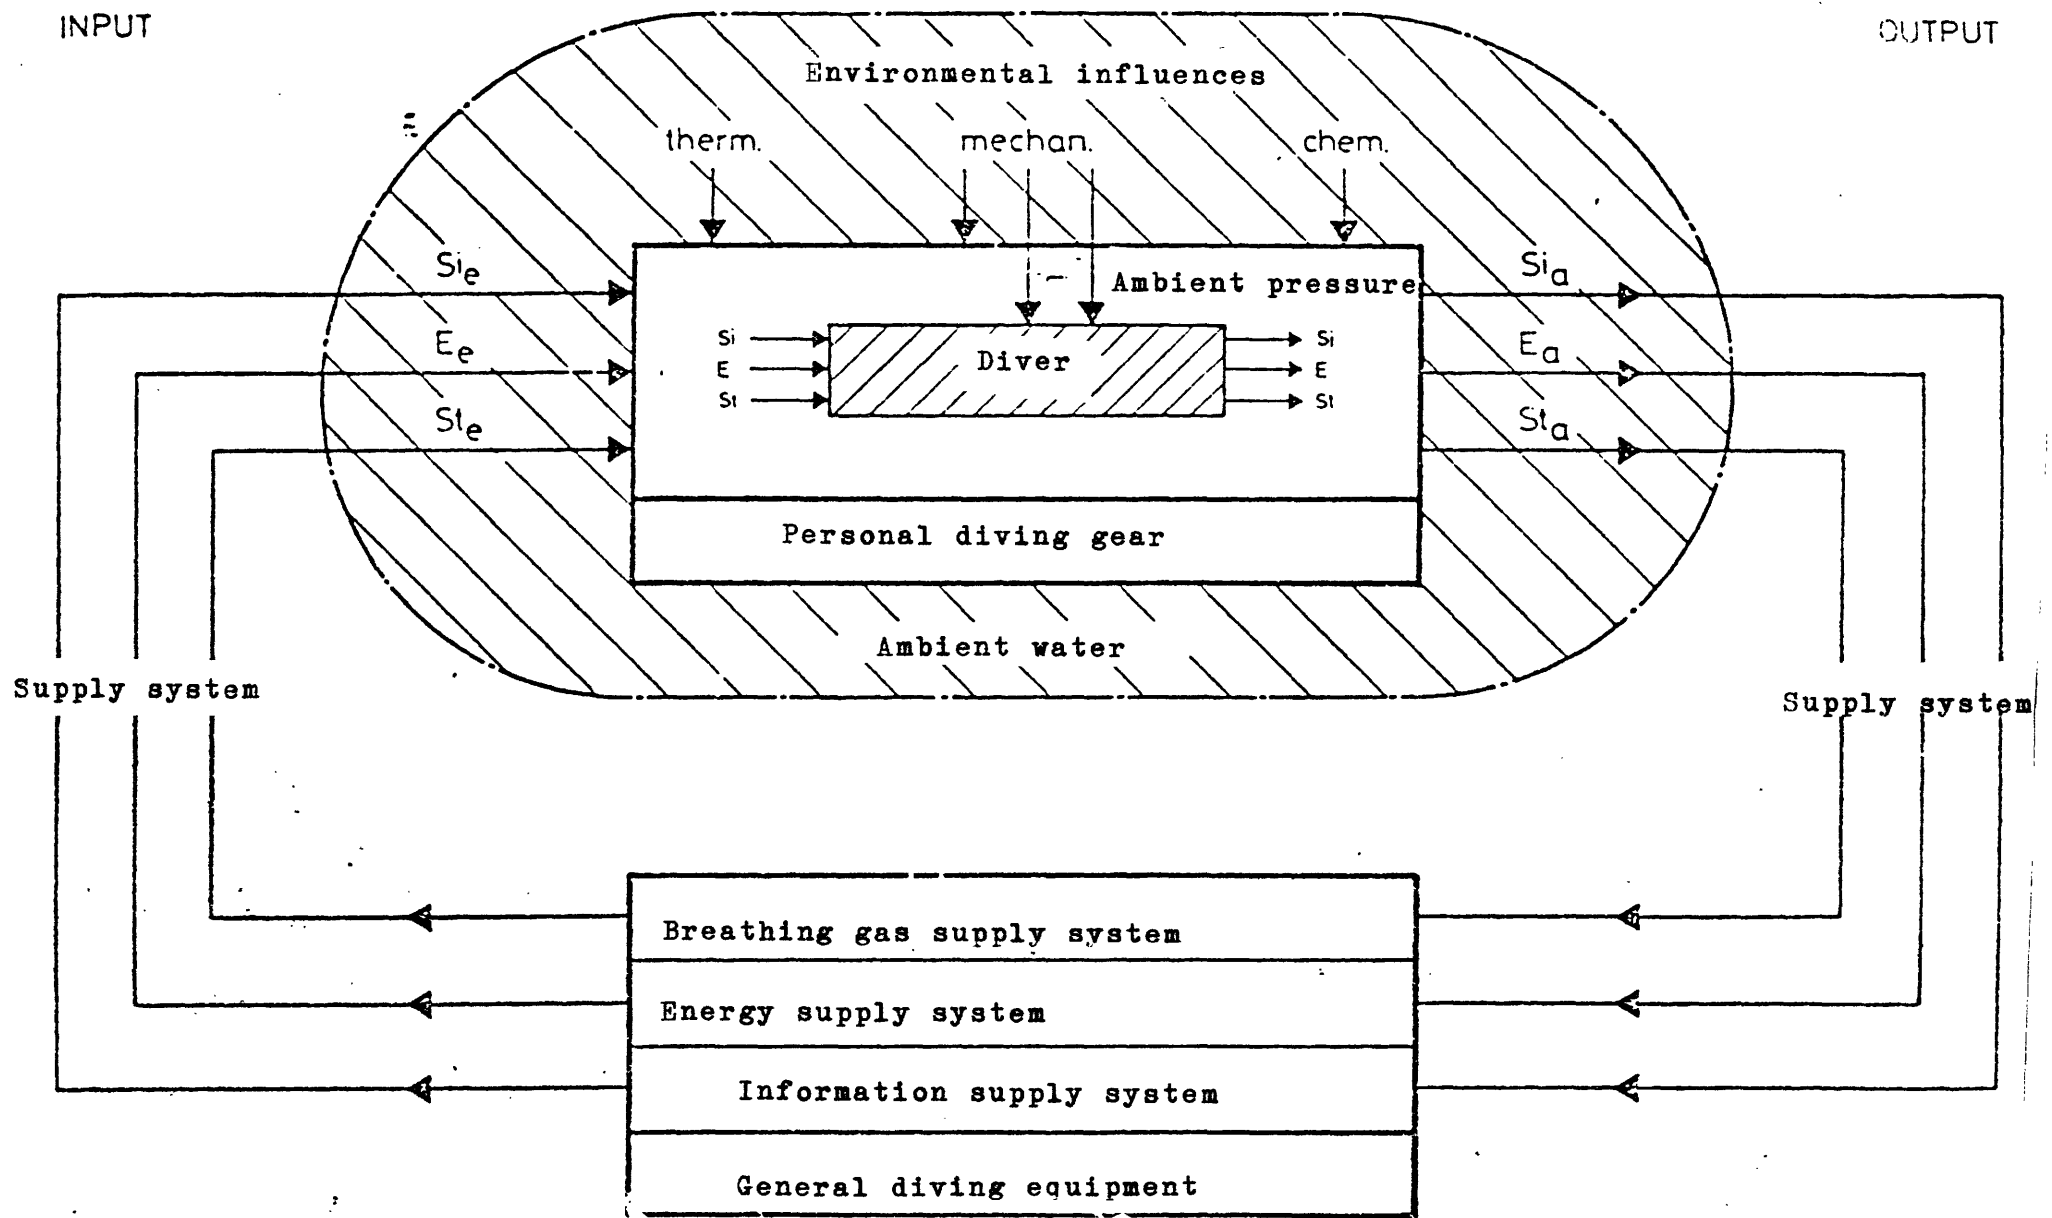 INPUT
OUTPUT
Environmental influences
therm. mechan. chem.
Si_e
Ambient pressure
Si_a
Si
Si
E_e
Diver
E_a
E
E
St
St
St_e
St_a
Personal diving gear
Ambient water
Supply system
Supply system
Breathing gas supply system
Energy supply system
Information supply system
General diving equipment